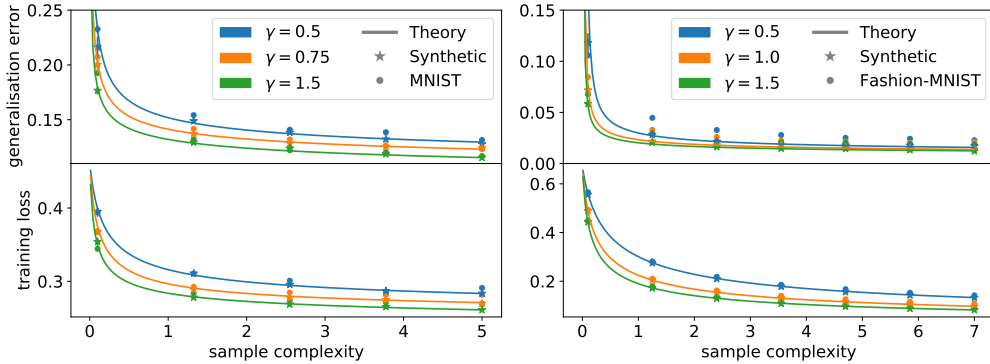 generalisation error
0.25
0.20
0.15
γ = 0.5
γ = 0.75
γ = 1.5
Theory
Synthetic
MNIST
0.15
0.10
0.05
0.00
γ = 0.5
γ = 1.0
γ = 1.5
Theory
Synthetic
Fashion-MNIST
training loss
0.4
0.3
0 1 2 3 4 5
sample complexity
0.6
0.4
0.2
0 1 2 3 4 5 6 7
sample complexity